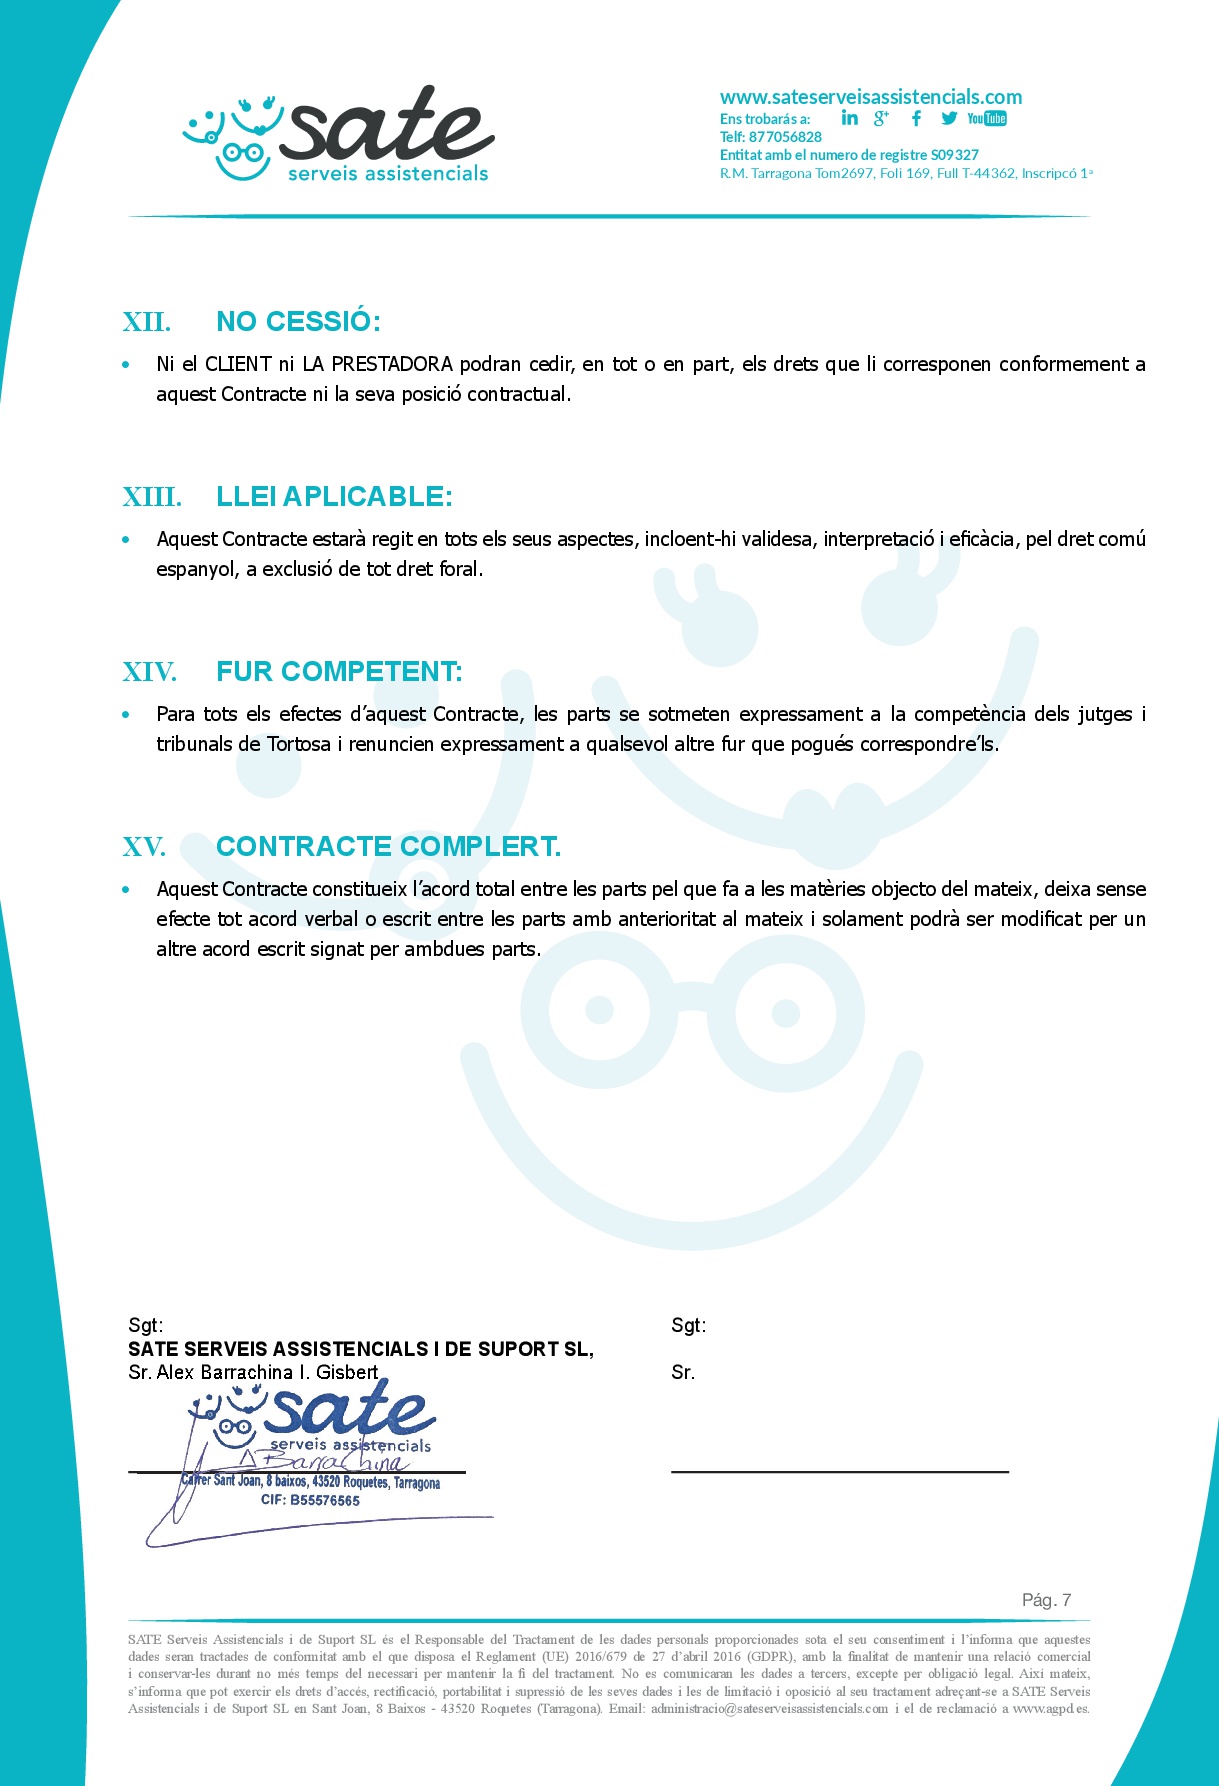 sate
serveis assistencials
www.sateserveisassistencials.com
Ens trobarás a: in g+ f YouTube
Telf: 877056828
Entitat amb el numero de registre S09327
R.M. Tarragona Tom2697, Foli 169, Full T-44362, Inscripcó 1ª
XII. NO CESSIÓ:
• Ni el CLIENT ni LA PRESTADORA podran cedir, en tot o en part, els drets que li corresponen conformement a
aquest Contracte ni la seva posició contractual.
XIII. LLEI APLICABLE:
• Aquest Contracte estarà regit en tots els seus aspectes, incloent-hi validesa, interpretació i eficàcia, pel dret comú
espanyol, a exclusió de tot dret foral.
XIV. FUR COMPETENT:
• Para tots els efectes d’aquest Contracte, les parts se sotmeten expressament a la competència dels jutges i
tribunals de Tortosa i renuncien expressament a qualsevol altre fur que pogués correspondre’ls.
XV. CONTRACTE COMPLERT.
• Aquest Contracte constitueix l’acord total entre les parts pel que fa a les matèries objecto del mateix, deixa sense
efecte tot acord verbal o escrit entre les parts amb anterioritat al mateix i solament podrà ser modificat per un
altre acord escrit signat per ambdues parts.
Sgt:
SATE SERVEIS ASSISTENCIALS I DE SUPORT SL,
Sr. Alex Barrachina I. Gisbert
sate
serveis assistencials
A Barrachina
Carrer Sant Joan, 8 baixos, 43520 Roquetes, Tarragona
CIF: B55576565
Sgt:
Sr.
Pág. 7
SATE Serveis Assistencials i de Suport SL és el Responsable del Tractament de les dades personals proporcionades sota el seu consentiment i l’informa que aquestes
dades seran tractades de conformitat amb el que disposa el Reglament (UE) 2016/679 de 27 d’abril 2016 (GDPR), amb la finalitat de mantenir una relació comercial
i conservar-les durant no més temps del necessari per mantenir la fi del tractament. No es comunicaran les dades a tercers, excepte per obligació legal. Així mateix,
s’informa que pot exercir els drets d’accés, rectificació, portabilitat i supressió de les seves dades i les de limitació i oposició al seu tractament adreçant-se a SATE Serveis
Assistencials i de Suport SL en Sant Joan, 8 Baixos - 43520 Roquetes (Tarragona). Email: administracio@sateserveisassistencials.com i el de reclamació a www.agpd.es.